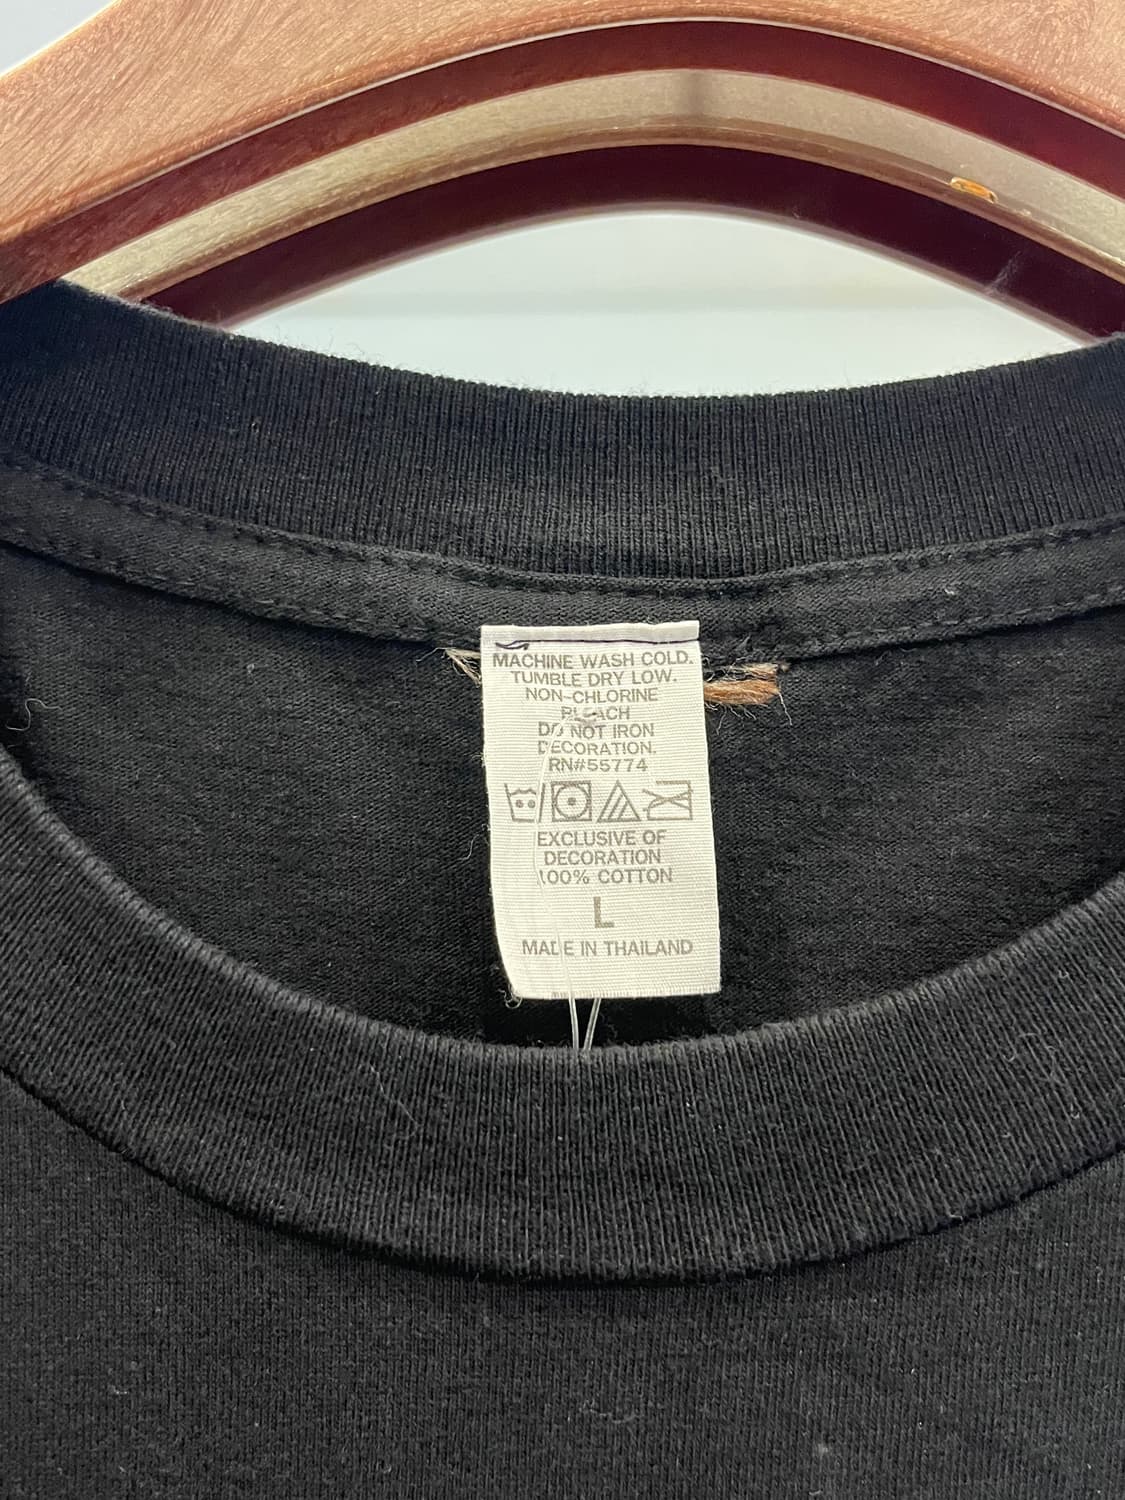 MACHINE WASH COLD.
TUMBLE DRY LOW.
NON-CHLORINE
BLEACH
DO NOT IRON
DECORATION.
RN#55774
EXCLUSIVE OF
DECORATION
100% COTTON
L
MADE IN THAILAND